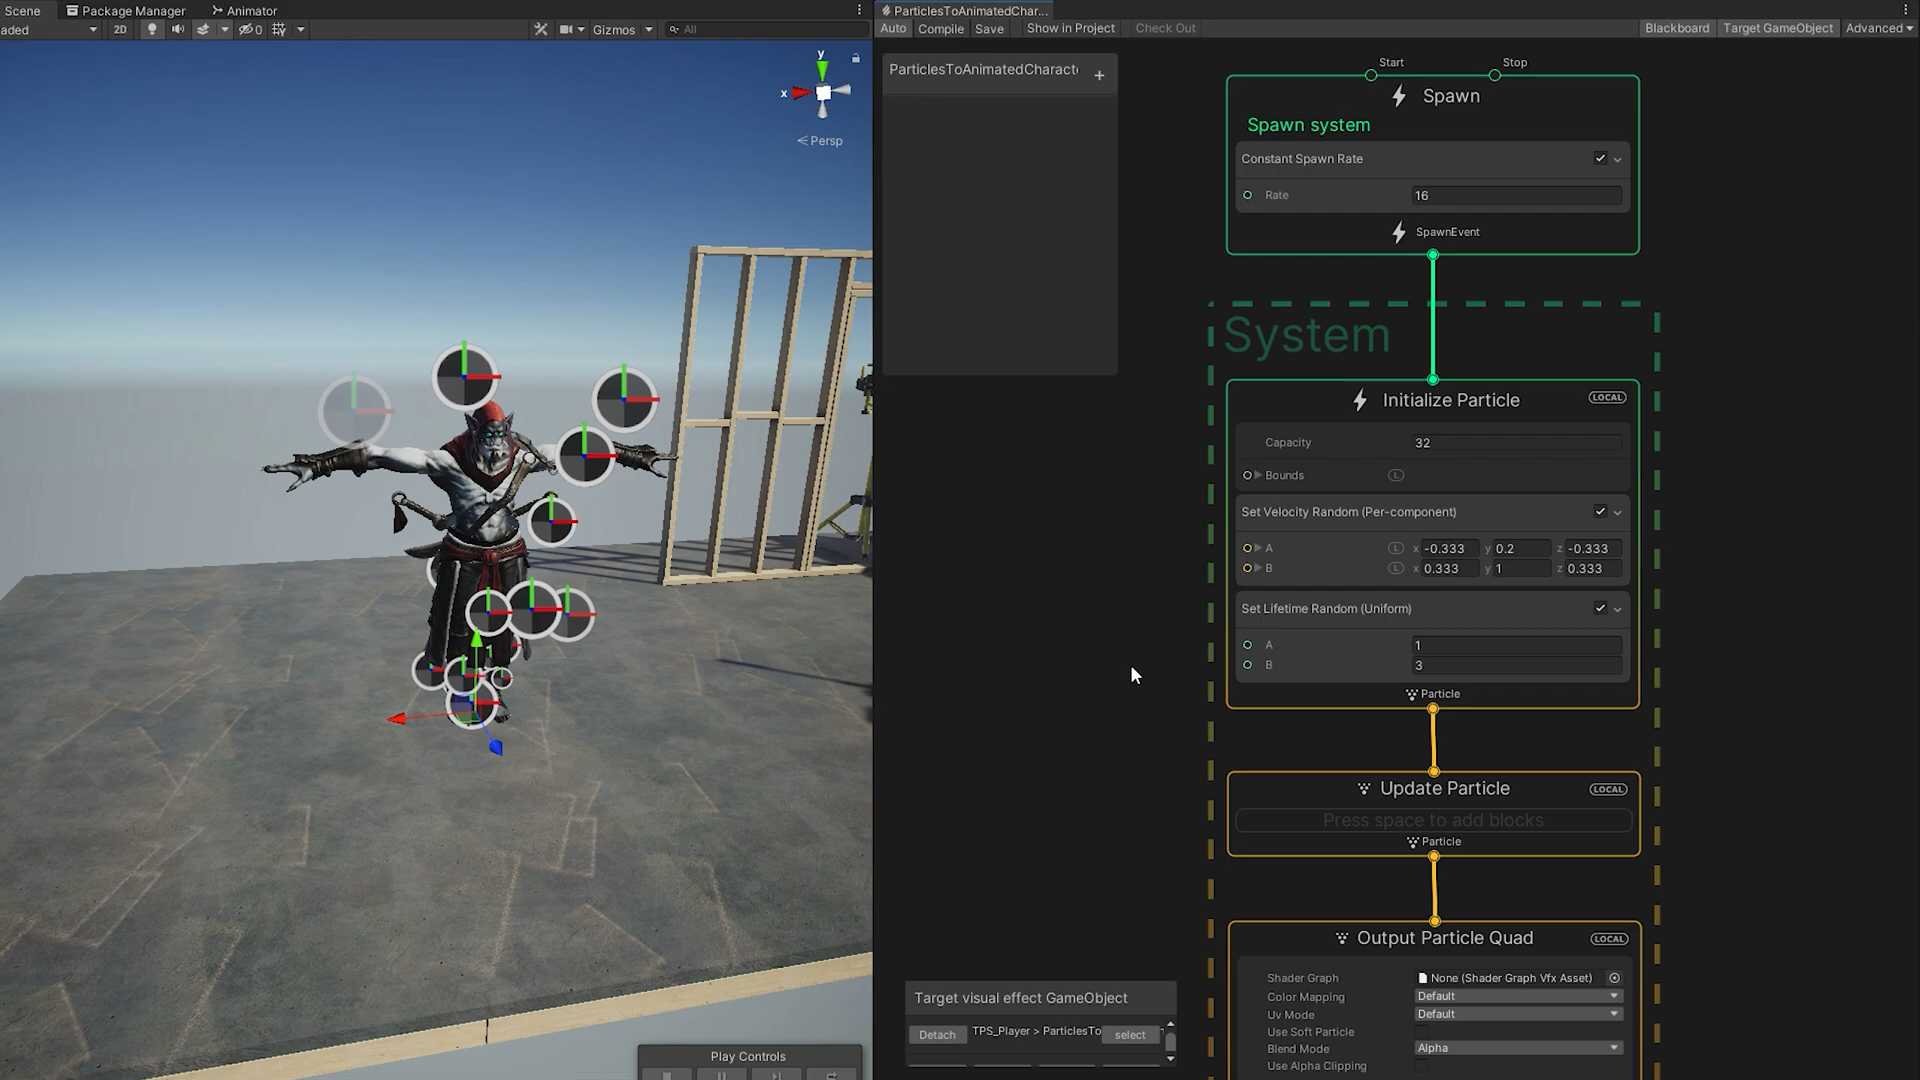 Scene
Package Manager
Animator
aded
2D
0
Gizmos
All
y
x
Persp
1
Play Controls
ParticlesToAnimatedChar...
Auto
Compile
Save
Show in Project
Check Out
Blackboard
Target GameObject
Advanced
ParticlesToAnimatedCharacte
+
Start
Stop
Spawn
Spawn system
Constant Spawn Rate
Rate 16
SpawnEvent
System
Initialize Particle LOCAL
Capacity 32
Bounds L
Set Velocity Random (Per-component)
A L x -0.333 y 0.2 z -0.333
B L x 0.333 y 1 z 0.333
Set Lifetime Random (Uniform)
A 1
B 3
Particle
Update Particle LOCAL
Press space to add blocks
Particle
Output Particle Quad LOCAL
Shader Graph None (Shader Graph Vfx Asset)
Color Mapping Default
Uv Mode Default
Use Soft Particle
Blend Mode Alpha
Use Alpha Clipping
Target visual effect GameObject
Detach TPS_Player > ParticlesTo select